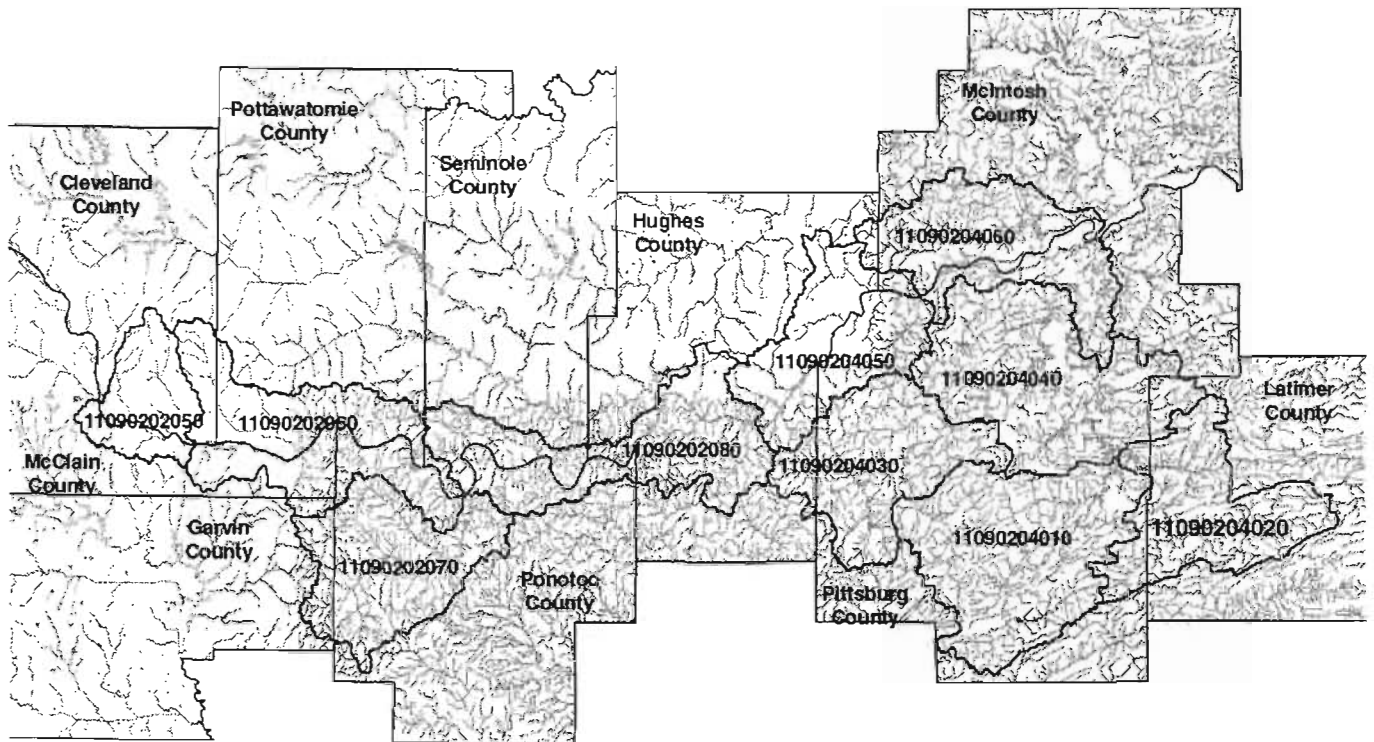 McIntosh
County
Pottawatomie
County
Seminole
County
Cleveland
County
Hughes
County
11090204060
11090204050
11090204040
Latimer
County
11090202050
11090202060
11090202080
11090204030
McClain
County
Garvin
County
11090204020
11090204010
11090202070
Ponotoc
County
Pittsburg
County